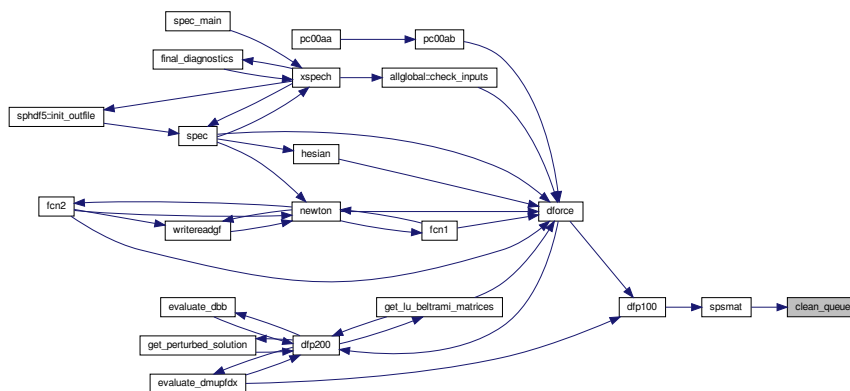 spec_main
pc00aa
pc00ab
final_diagnostics
xspech
allglobal::check_inputs
sphdf5::init_outfile
spec
hesian
fcn2
newton
dforce
writereadgf
fcn1
evaluate_dbb
get_lu_beltrami_matrices
dfp100
spsmat
clean_queue
get_perturbed_solution
dfp200
evaluate_dmupfdx